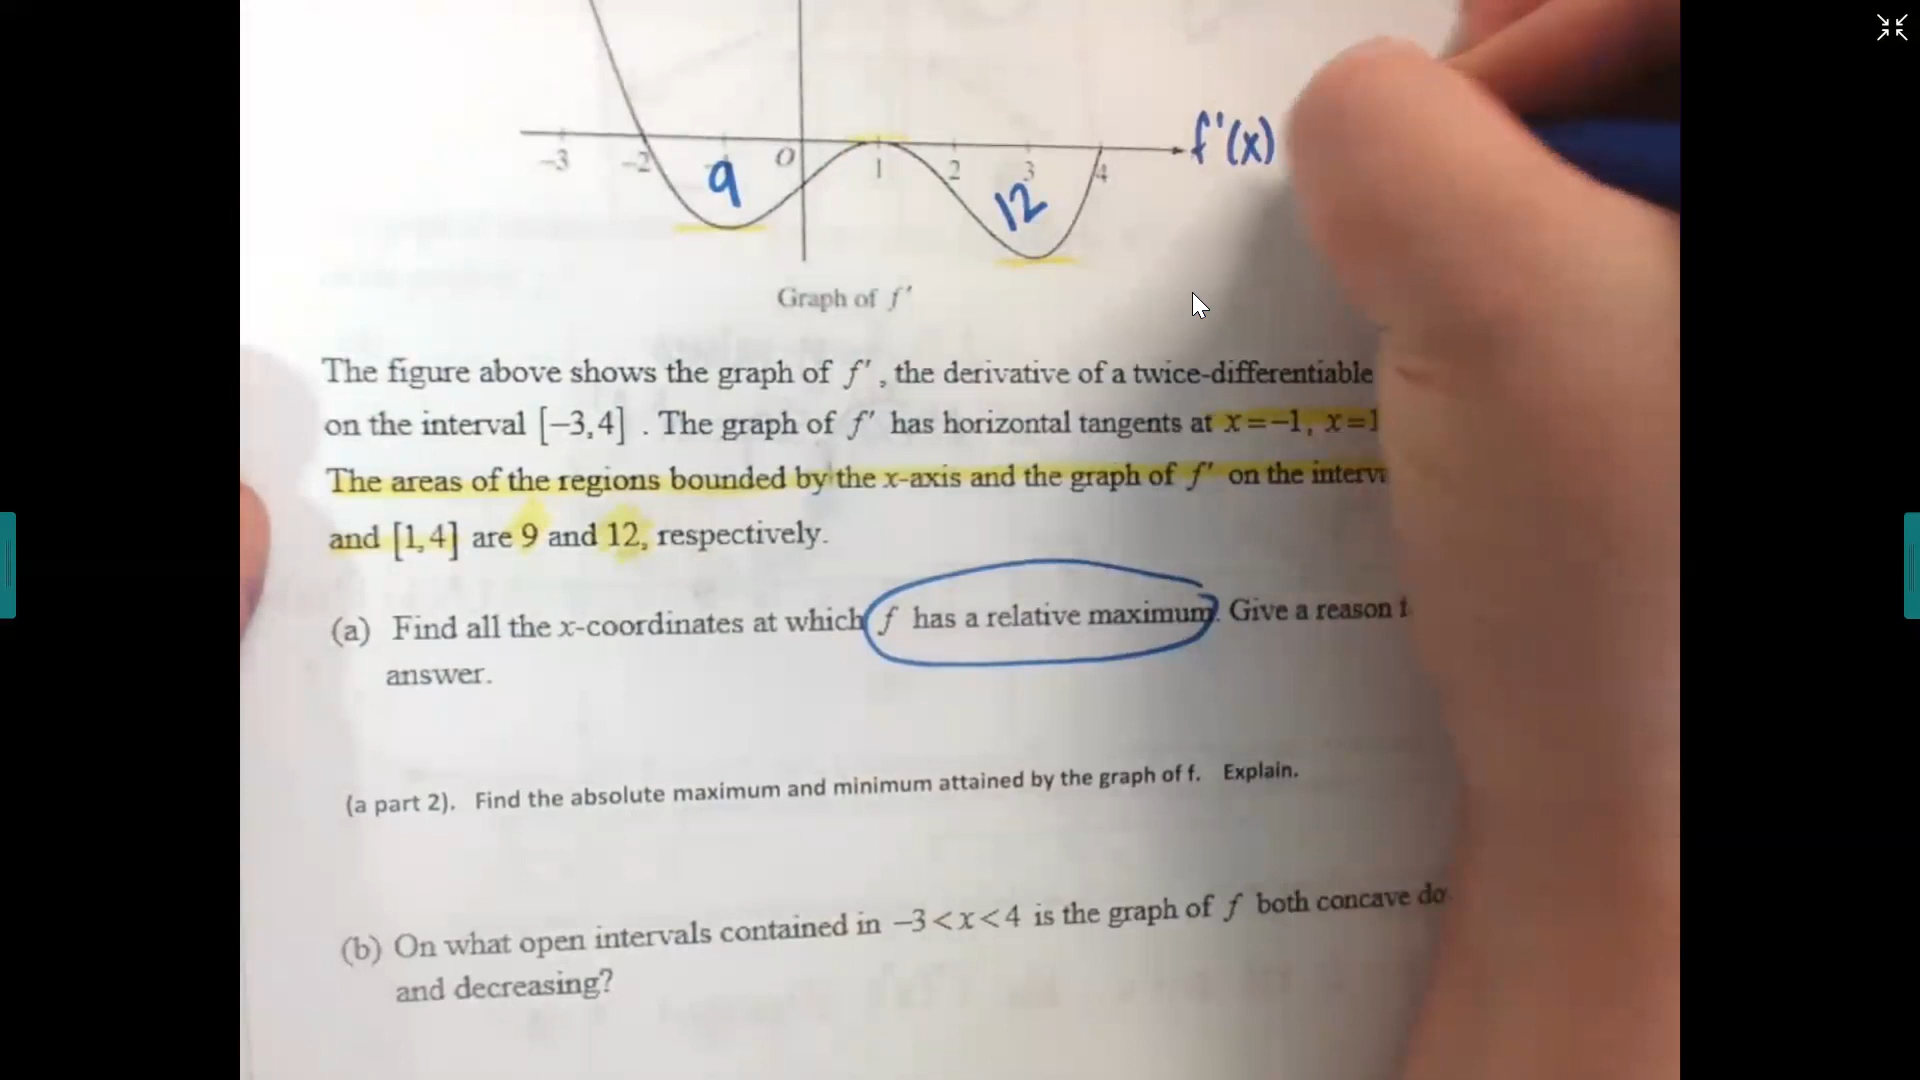 f'(x)
-3 -2 O 1 2 3 4
9
12
Graph of f'
The figure above shows the graph of f', the derivative of a twice-differentiable
on the interval [-3,4]. The graph of f' has horizontal tangents at x=-1, x=1
The areas of the regions bounded by the x-axis and the graph of f' on the
and [1,4] are 9 and 12, respectively.
(a) Find all the x-coordinates at which f has a relative maximum. Give a reason
answer.
(a part 2). Find the absolute maximum and minimum attained by the graph of f. Explain.
(b) On what open intervals contained in -3<x<4 is the graph of f both concave
and decreasing?